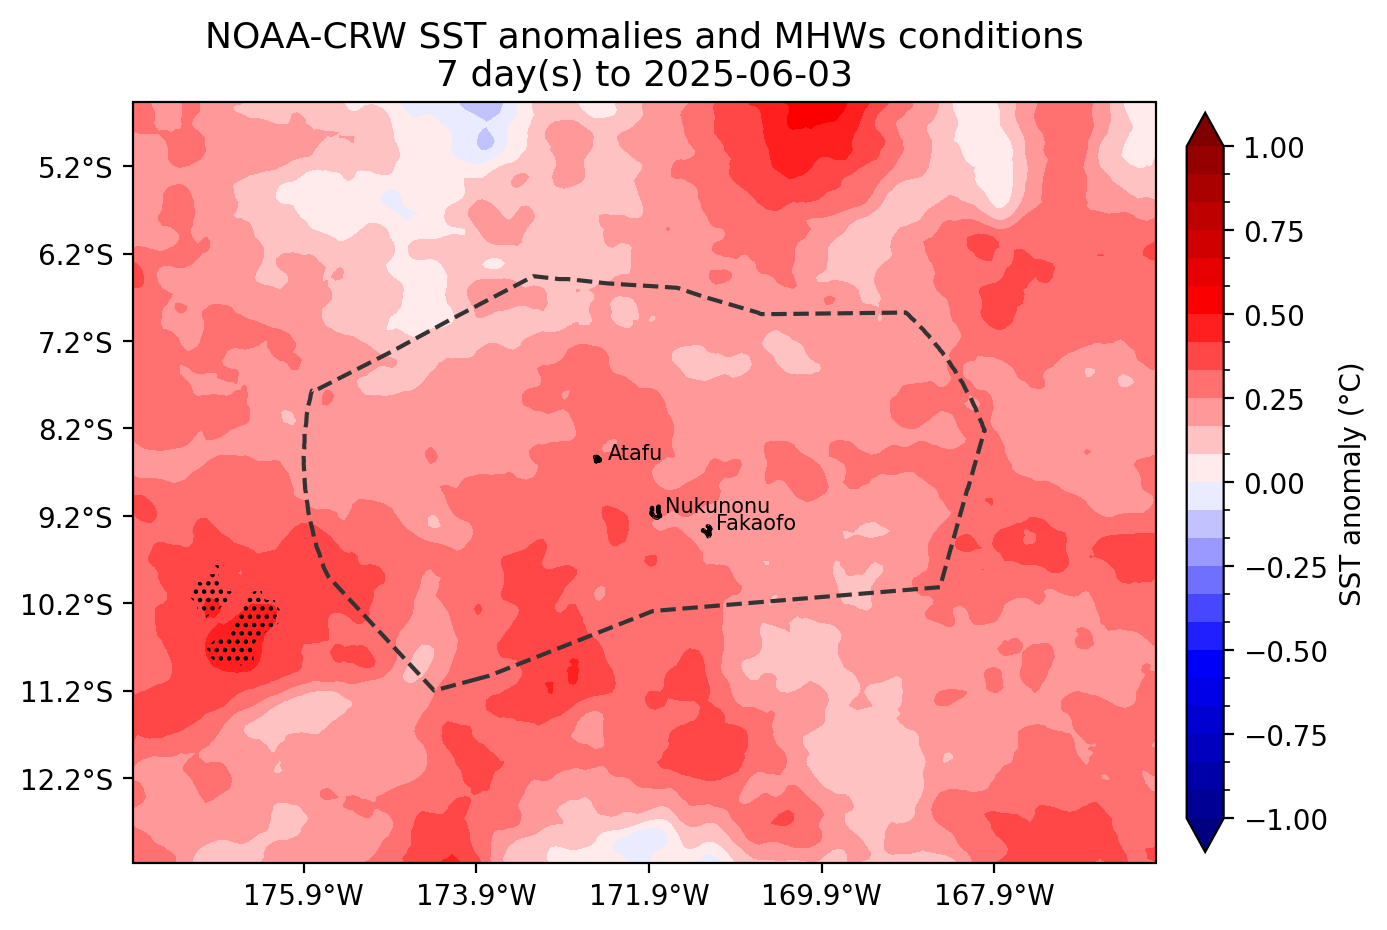 NOAA-CRW SST anomalies and MHWs conditions
7 day(s) to 2025-06-03
5.2°S
6.2°S
7.2°S
8.2°S
9.2°S
10.2°S
11.2°S
12.2°S
Atafu
Nukunonu
Fakaofo
175.9°W
173.9°W
171.9°W
169.9°W
167.9°W
1.00
0.75
0.50
0.25
0.00
−0.25
−0.50
−0.75
−1.00
SST anomaly (°C)